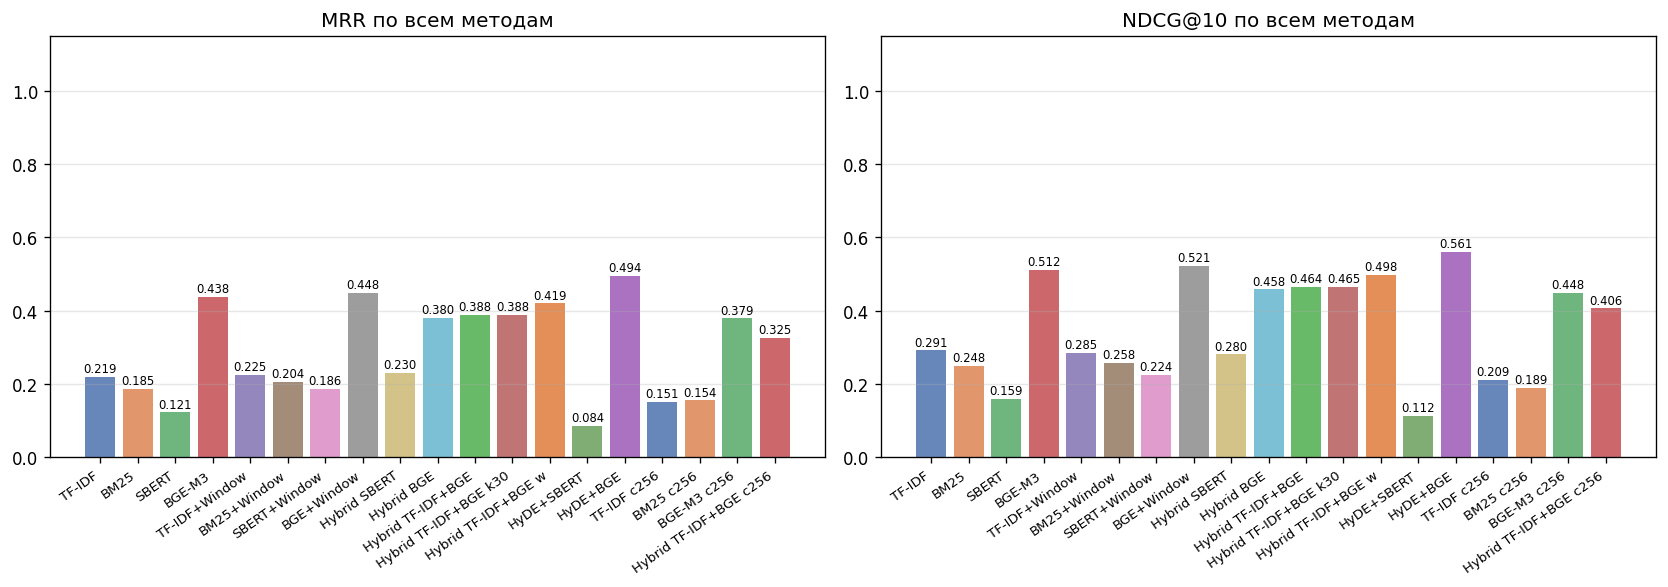 MRR по всем методам
1.0
0.8
0.6
0.4
0.2
0.0
0.219
0.185
0.121
0.438
0.225
0.204
0.186
0.448
0.230
0.380
0.388
0.388
0.419
0.084
0.494
0.151
0.154
0.379
0.325
TF-IDF
BM25
SBERT
BGE-M3
TF-IDF+Window
BM25+Window
SBERT+Window
BGE+Window
Hybrid SBERT
Hybrid BGE
Hybrid TF-IDF+BGE
Hybrid TF-IDF+BGE k30
Hybrid TF-IDF+BGE w
HyDE+SBERT
HyDE+BGE
TF-IDF c256
BM25 c256
BGE-M3 c256
Hybrid TF-IDF+BGE c256
NDCG@10 по всем методам
1.0
0.8
0.6
0.4
0.2
0.0
0.291
0.248
0.159
0.512
0.285
0.258
0.224
0.521
0.280
0.458
0.464
0.465
0.498
0.112
0.561
0.209
0.189
0.448
0.406
TF-IDF
BM25
SBERT
BGE-M3
TF-IDF+Window
BM25+Window
SBERT+Window
BGE+Window
Hybrid SBERT
Hybrid BGE
Hybrid TF-IDF+BGE
Hybrid TF-IDF+BGE k30
Hybrid TF-IDF+BGE w
HyDE+SBERT
HyDE+BGE
TF-IDF c256
BM25 c256
BGE-M3 c256
Hybrid TF-IDF+BGE c256